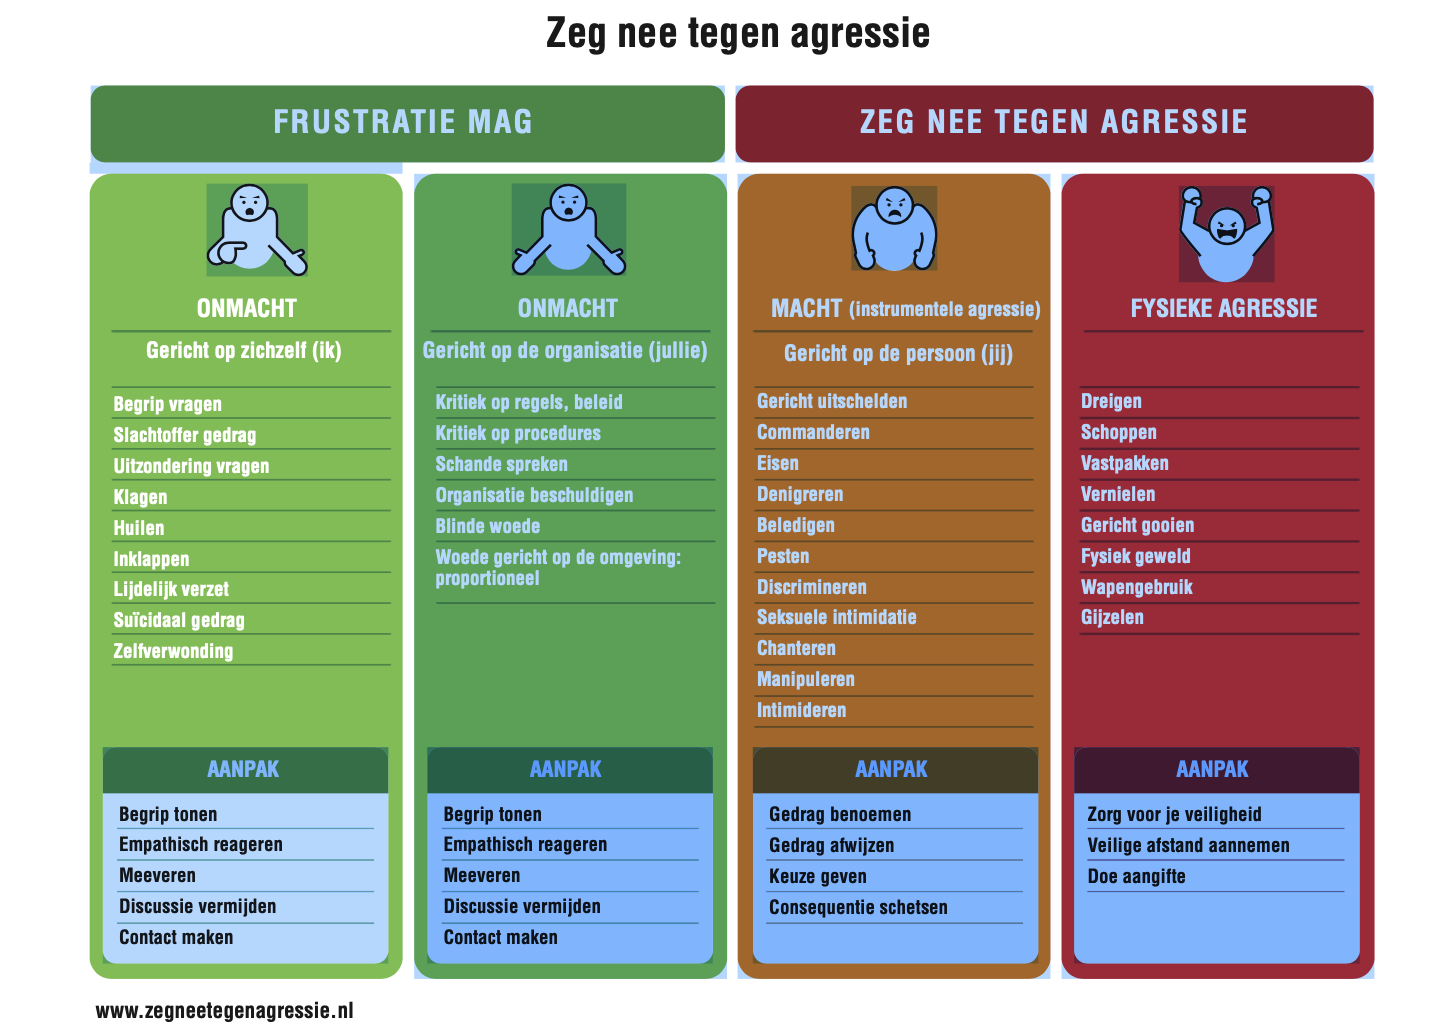 Zeg nee tegen agressie
FRUSTRATIE MAG
ZEG NEE TEGEN AGRESSIE
ONMACHT
Gericht op zichzelf (ik)
Begrip vragen
Slachtoffer gedrag
Uitzondering vragen
Klagen
Huilen
Inklappen
Lijdelijk verzet
Suïcidaal gedrag
Zelfverwonding
AANPAK
Begrip tonen
Empathisch reageren
Meeveren
Discussie vermijden
Contact maken
ONMACHT
Gericht op de organisatie (jullie)
Kritiek op regels, beleid
Kritiek op procedures
Schande spreken
Organisatie beschuldigen
Blinde woede
Woede gericht op de omgeving:
proportioneel
AANPAK
Begrip tonen
Empathisch reageren
Meeveren
Discussie vermijden
Contact maken
MACHT (instrumentele agressie)
Gericht op de persoon (jij)
Gericht uitschelden
Commanderen
Eisen
Denigreren
Beledigen
Pesten
Discrimineren
Seksuele intimidatie
Chanteren
Manipuleren
Intimideren
AANPAK
Gedrag benoemen
Gedrag afwijzen
Keuze geven
Consequentie schetsen
FYSIEKE AGRESSIE
Dreigen
Schoppen
Vastpakken
Vernielen
Gericht gooien
Fysiek geweld
Wapengebruik
Gijzelen
AANPAK
Zorg voor je veiligheid
Veilige afstand aannemen
Doe aangifte
www.zegneetegenagressie.nl